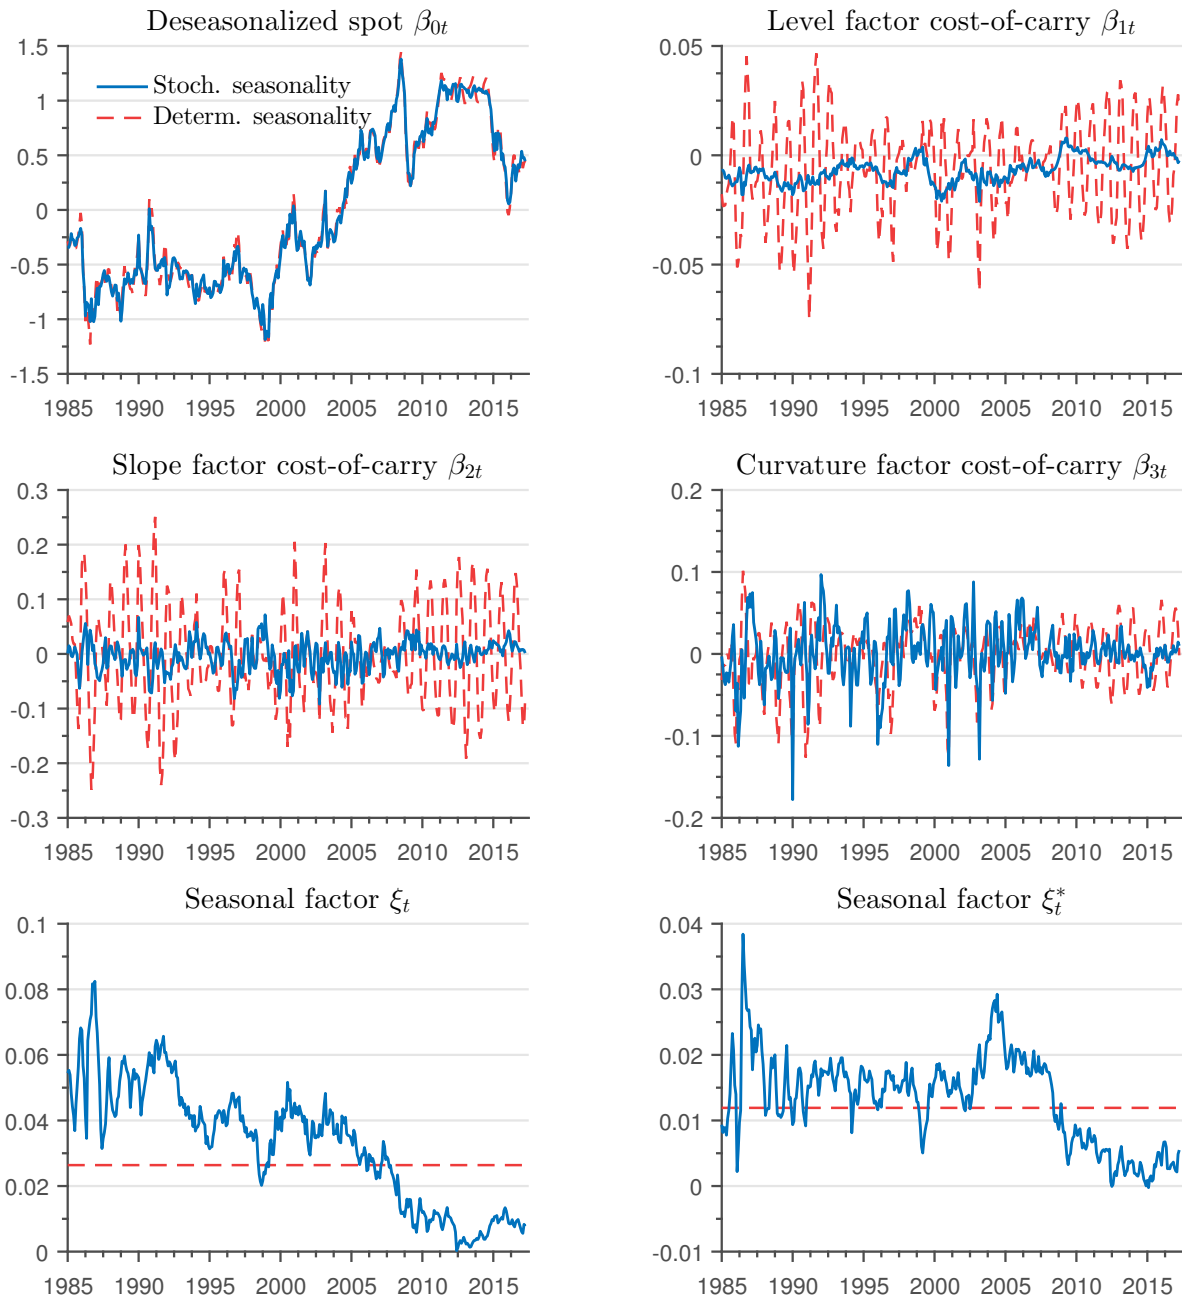 Deseasonalized spot β0t
1.5
1
0.5
0
-0.5
-1
-1.5
Stoch. seasonality
Determ. seasonality
1985 1990 1995 2000 2005 2010 2015
Level factor cost-of-carry β1t
0.05
0
-0.05
-0.1
1985 1990 1995 2000 2005 2010 2015
Slope factor cost-of-carry β2t
0.3
0.2
0.1
0
-0.1
-0.2
-0.3
1985 1990 1995 2000 2005 2010 2015
Curvature factor cost-of-carry β3t
0.2
0.1
0
-0.1
-0.2
1985 1990 1995 2000 2005 2010 2015
Seasonal factor ξt
0.1
0.08
0.06
0.04
0.02
0
1985 1990 1995 2000 2005 2010 2015
Seasonal factor ξ*t
0.04
0.03
0.02
0.01
0
-0.01
1985 1990 1995 2000 2005 2010 2015